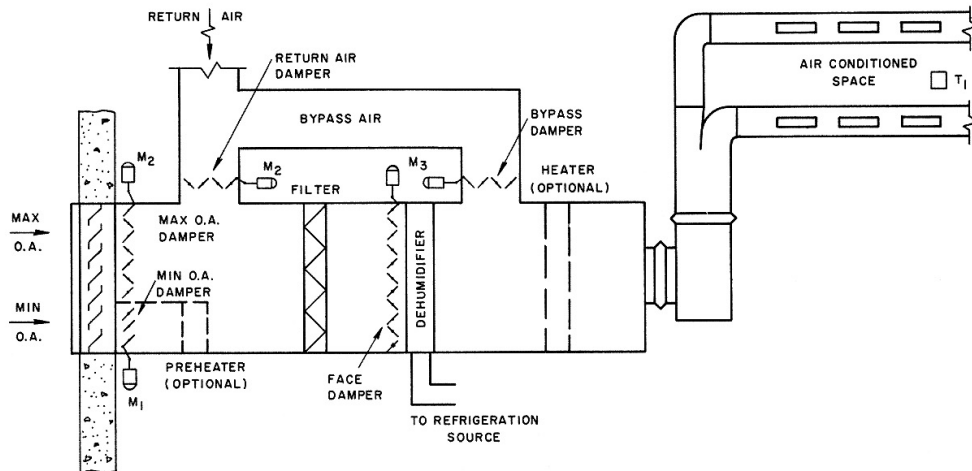 RETURN AIR
RETURN AIR
DAMPER
BYPASS AIR
BYPASS
DAMPER
AIR CONDITIONED
SPACE
T1
M2
M2
M3
FILTER
HEATER
(OPTIONAL)
MAX
O.A.
MAX O.A.
DAMPER
MIN O.A.
DAMPER
MIN
O.A.
DEHUMIDIFIER
M1
PREHEATER
(OPTIONAL)
FACE
DAMPER
TO REFRIGERATION
SOURCE